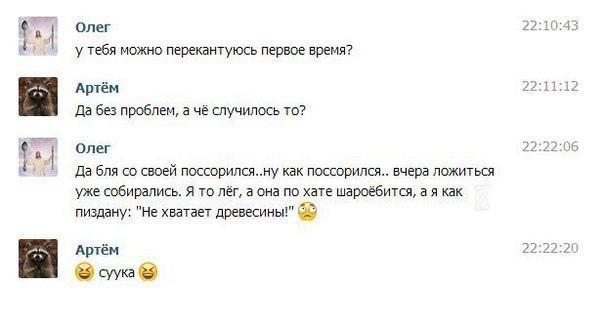 Олег 22:10:43
у тебя можно перекантуюсь первое время?
Артём 22:11:12
Да без проблем, а чё случилось то?
Олег 22:22:06
Да бля со своей поссорился..ну как поссорился.. вчера ложиться
уже собирались. Я то лёг, а она по хате шароёбится, а я как
пиздану: "Не хватает древесины!" 😟
Артём 22:22:20
😆 суука 😆